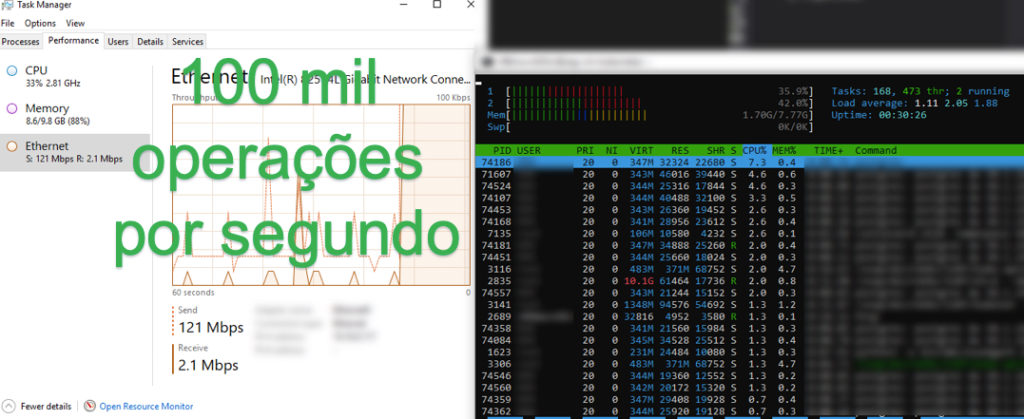 Task Manager
File Options View
Processes Performance Users Details Services
CPU
33% 2.81 GHz
Memory
8.6/9.8 GB (88%)
Ethernet
S: 121 Mbps R: 2.1 Mbps
Ethernet
Intel(R) Gigabit Network Conne...
Throughput
100 Kbps
100 mil
operações
por segundo
60 seconds
0
Send
121 Mbps
Receive
2.1 Mbps
Fewer details
Open Resource Monitor
1 [ 35.9%] Tasks: 168, 473 thr; 2 running
2 [ 42.0%] Load average: 1.11 2.05 1.88
Mem[ 1.70G/7.77G] Uptime: 00:30:26
Swp[ 0K/0K]
PID USER PRI NI VIRT RES SHR S CPU% MEM% TIME+ Command
74186 20 0 347M 32324 22680 S 7.3 0.4
71607 20 0 343M 46016 39440 S 4.6 0.6
74524 20 0 344M 25316 17844 S 4.6 0.3
74107 20 0 344M 40488 32100 S 3.3 0.5
74453 20 0 343M 26360 19452 S 2.6 0.3
74168 20 0 341M 28956 23612 S 2.6 0.4
7135 20 0 106M 10580 4232 S 2.6 0.1
74181 20 0 347M 34888 25260 R 2.0 0.4
74451 20 0 344M 25660 18024 S 2.0 0.3
3116 20 0 483M 371M 68752 S 2.0 4.7
2835 20 0 10.1G 61464 17736 R 2.0 0.8
74557 20 0 343M 21244 15152 S 2.0 0.3
3141 20 0 1348M 94576 54692 S 1.3 1.2
2689 20 0 32816 4952 3580 R 1.3 0.1
74358 20 0 341M 21560 15984 S 1.3 0.3
74084 20 0 345M 34528 25512 S 1.3 0.4
1623 20 0 231M 24484 10080 S 1.3 0.3
3306 20 0 483M 371M 68752 S 1.3 4.7
74546 20 0 344M 19360 12552 S 1.3 0.2
74560 20 0 342M 20172 15320 S 1.3 0.3
74359 20 0 347M 29408 19928 S 0.7 0.4
74362 20 0 344M 25920 19128 S 0.7 0.3